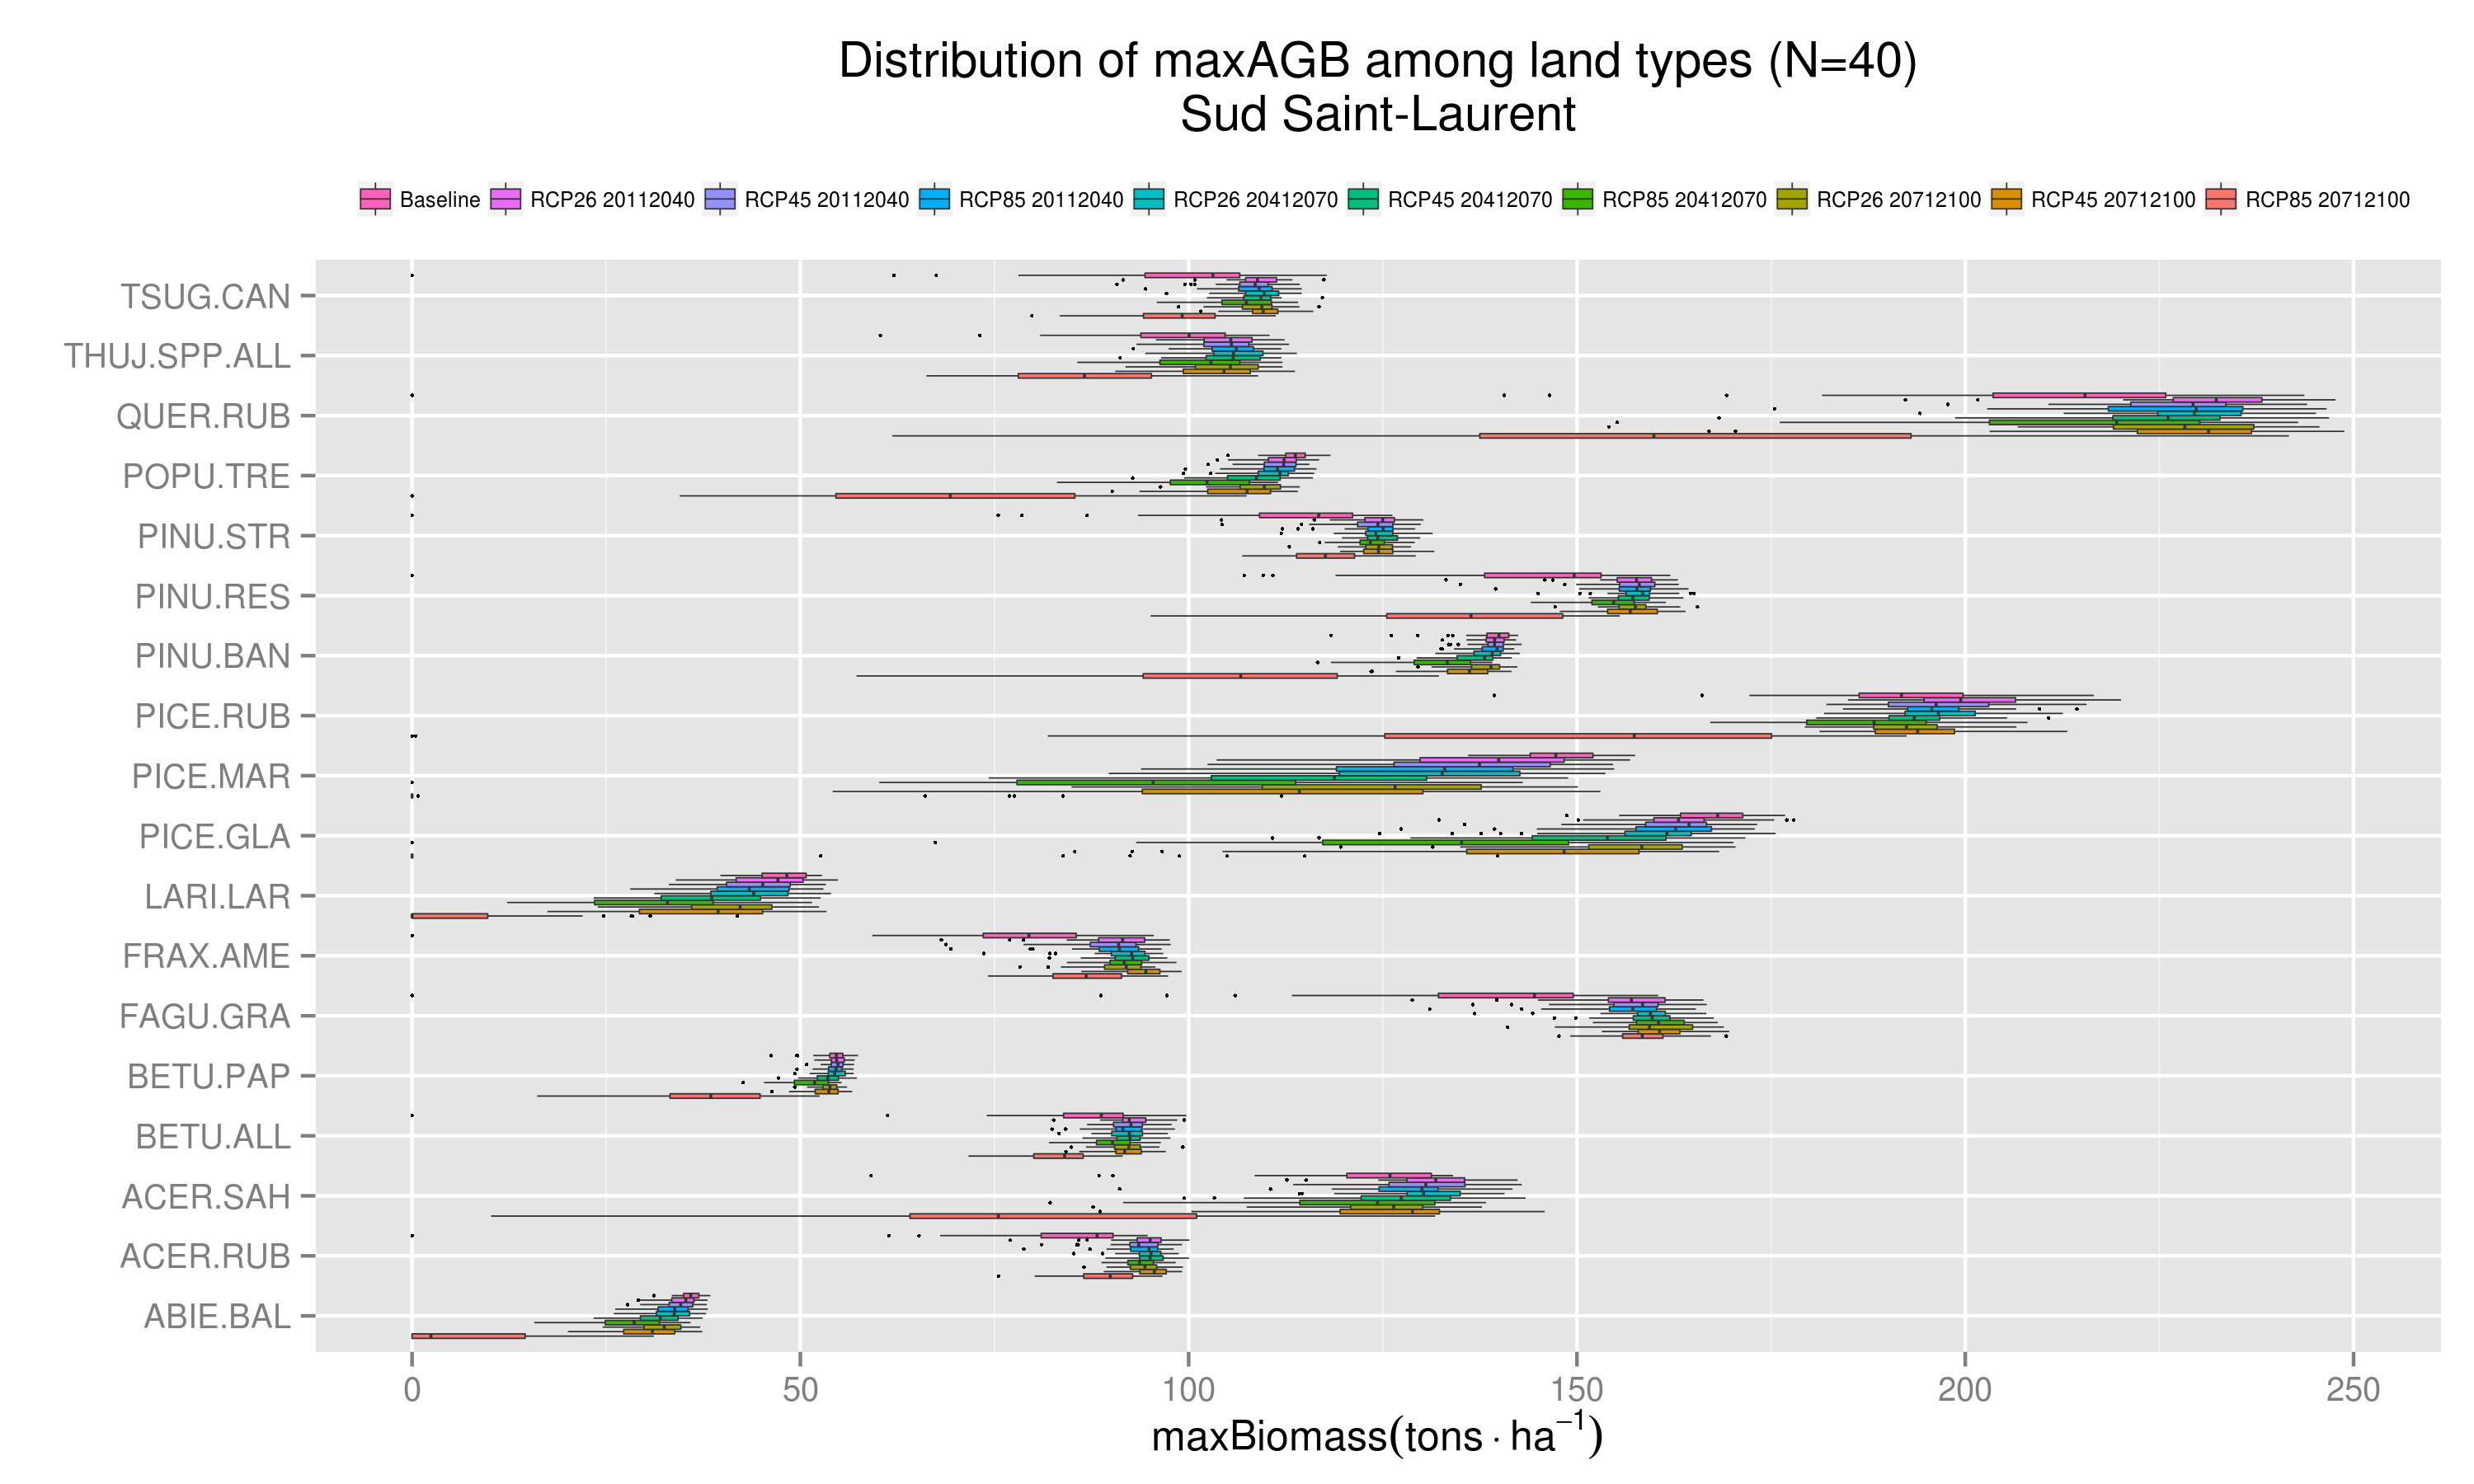 Distribution of maxAGB among land types (N=40)
Sud Saint-Laurent
Baseline RCP26 20112040 RCP45 20112040 RCP85 20112040 RCP26 20412070 RCP45 20412070 RCP85 20412070 RCP26 20712100 RCP45 20712100 RCP85 20712100
TSUG.CAN
THUJ.SPP.ALL
QUER.RUB
POPU.TRE
PINU.STR
PINU.RES
PINU.BAN
PICE.RUB
PICE.MAR
PICE.GLA
LARI.LAR
FRAX.AME
FAGU.GRA
BETU.PAP
BETU.ALL
ACER.SAH
ACER.RUB
ABIE.BAL
0 50 100 150 200 250
maxBiomass(tons·ha⁻¹)